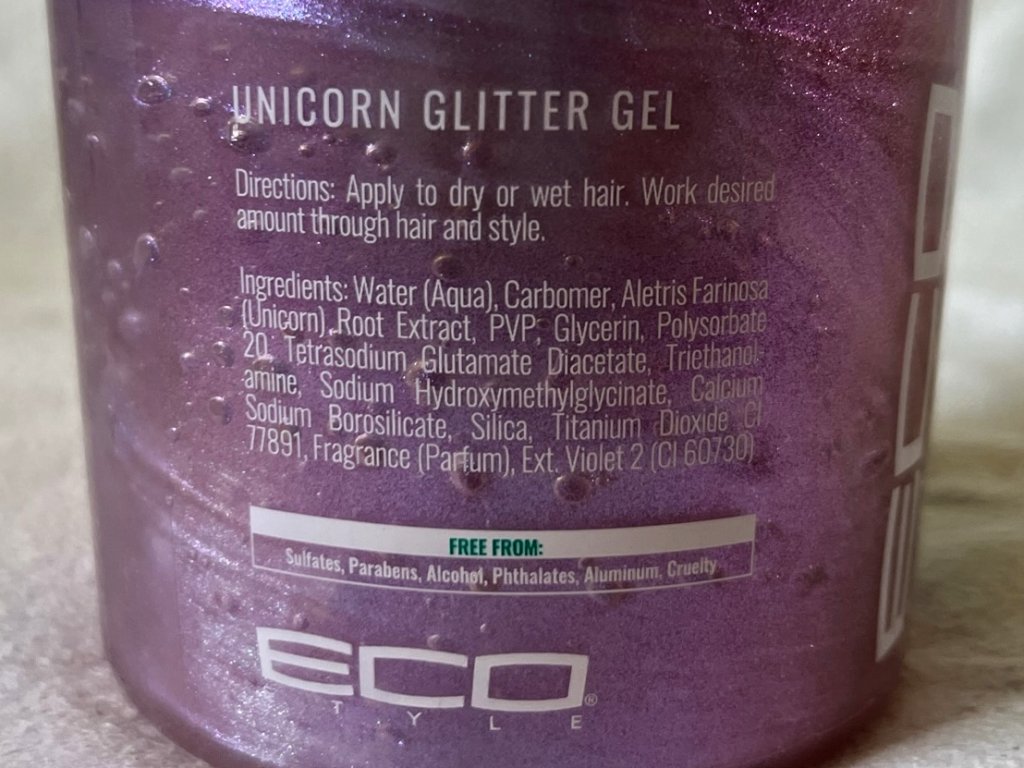 UNICORN GLITTER GEL
Directions: Apply to dry or wet hair. Work desired
amount through hair and style.
Ingredients: Water (Aqua), Carbomer, Aletris Farinosa
(Unicorn) Root Extract, PVP, Glycerin, Polysorbate
20, Tetrasodium Glutamate Diacetate, Triethanol-
amine, Sodium Hydroxymethylglycinate, Calcium
Sodium Borosilicate, Silica, Titanium Dioxide CI
77891, Fragrance (Parfum), Ext. Violet 2 (CI 60730)
FREE FROM:
Sulfates, Parabens, Alcohol, Phthalates, Aluminum, Cruelty
ECO®
STYLE
ECO